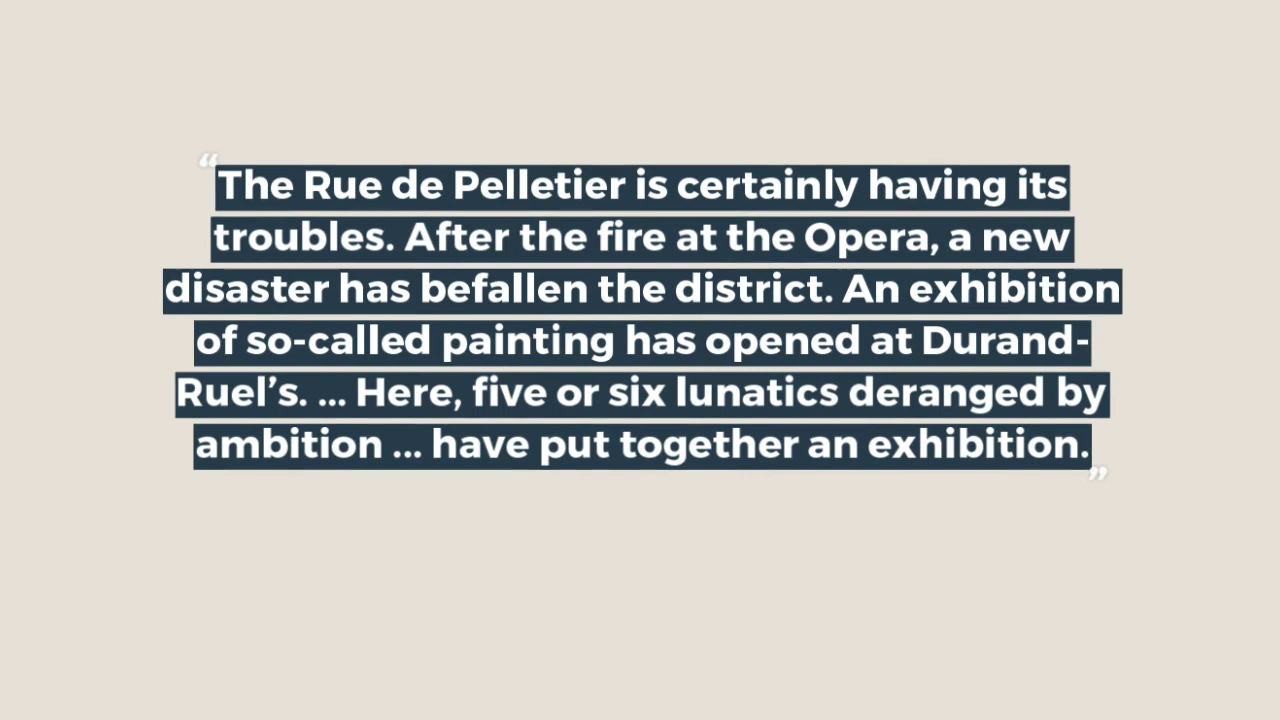 “The Rue de Pelletier is certainly having its
troubles. After the fire at the Opera, a new
disaster has befallen the district. An exhibition
of so-called painting has opened at Durand-
Ruel’s. ... Here, five or six lunatics deranged by
ambition ... have put together an exhibition.”